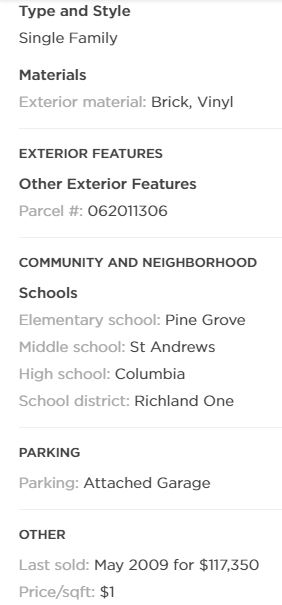 Type and Style
Single Family
Materials
Exterior material: Brick, Vinyl
EXTERIOR FEATURES
Other Exterior Features
Parcel #: 062011306
COMMUNITY AND NEIGHBORHOOD
Schools
Elementary school: Pine Grove
Middle school: St Andrews
High school: Columbia
School district: Richland One
PARKING
Parking: Attached Garage
OTHER
Last sold: May 2009 for $117,350
Price/sqft: $1